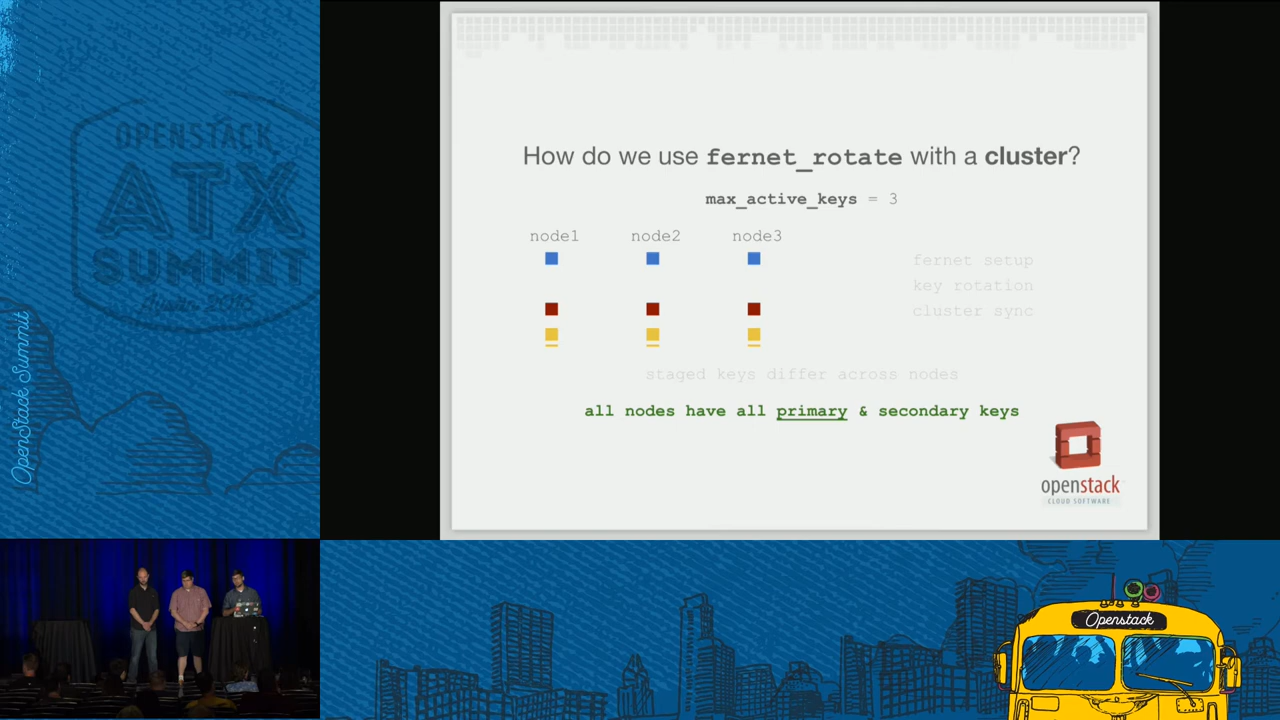 OPENSTACK
ATX
SUMMIT
OpenStack Summit
How do we use fernet_rotate with a cluster?
max_active_keys = 3
node1 node2 node3
fernet setup
key rotation
cluster sync
staged keys differ across nodes
all nodes have all primary & secondary keys
openstack
CLOUD SOFTWARE
Openstack